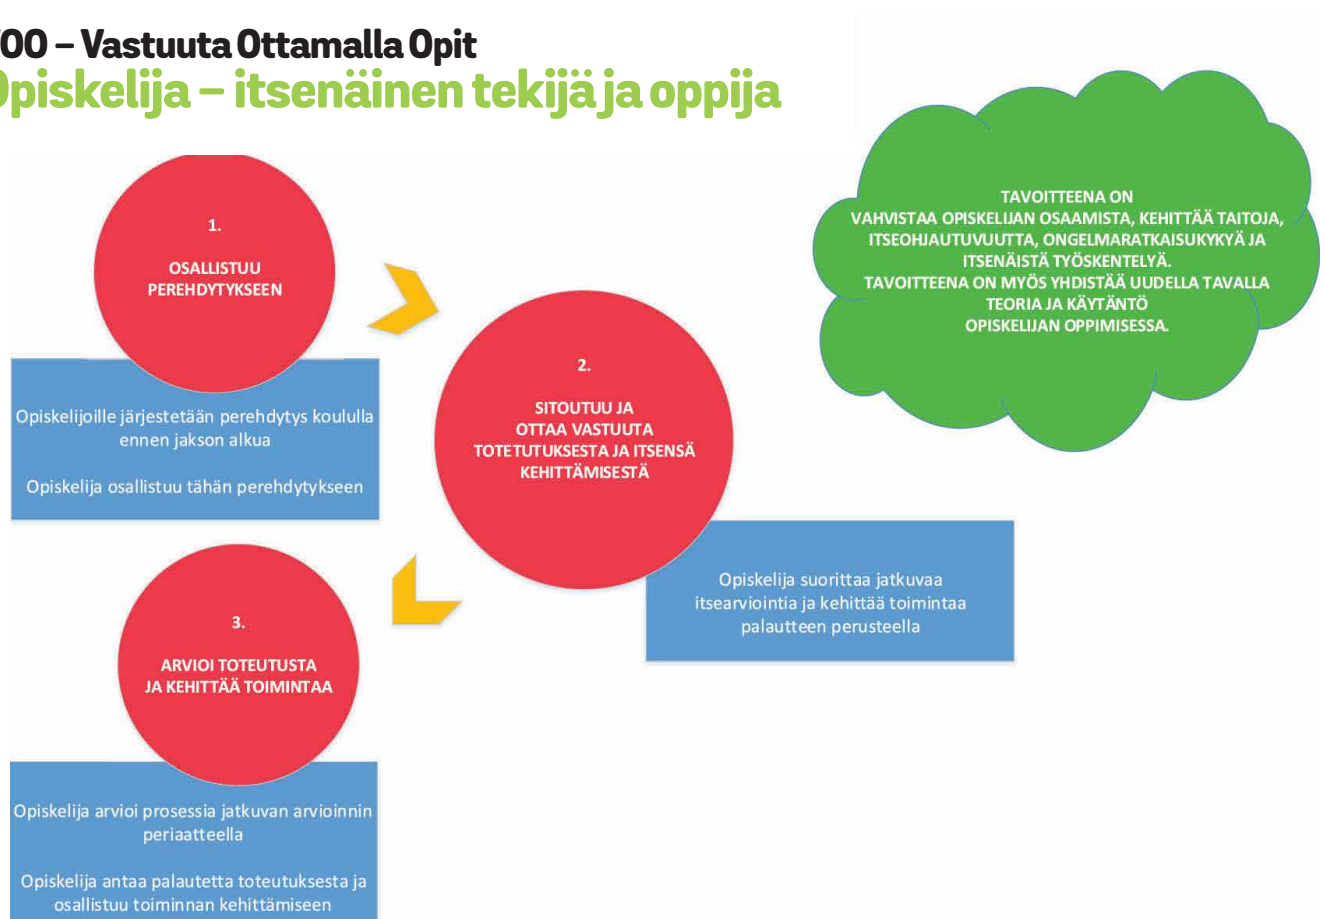 OO – Vastuuta Ottamalla Opit
Opiskelija – itsenäinen tekijä ja oppija
1.
OSALLISTUU
PEREHDYTYKSEEN
Opiskelijoille järjestetään perehdytys koululla
ennen jakson alkua
Opiskelija osallistuu tähän perehdytykseen
2.
SITOUTUU JA
OTTAA VASTUUTA
TOTETUTUKSESTA JA ITSENSÄ
KEHITTÄMISESTÄ
Opiskelija suorittaa jatkuvaa
itsearviointia ja kehittää toimintaa
palautteen perusteella
3.
ARVIOI TOTEUTUSTA
JA KEHITTÄÄ TOIMINTAA
Opiskelija arvioi prosessia jatkuvan arvioinnin
periaatteella
Opiskelija antaa palautetta toteutuksesta ja
osallistuu toiminnan kehittämiseen
TAVOITTEENA ON
VAHVISTAA OPISKELIJAN OSAAMISTA, KEHITTÄÄ TAITOJA,
ITSEOHJAUTUVUUTTA, ONGELMARATKAISUKYKYÄ JA
ITSENÄISTÄ TYÖSKENTELYÄ.
TAVOITTEENA ON MYÖS YHDISTÄÄ UUDELLA TAVALLA
TEORIA JA KÄYTÄNTÖ
OPISKELIJAN OPPIMISESSA.